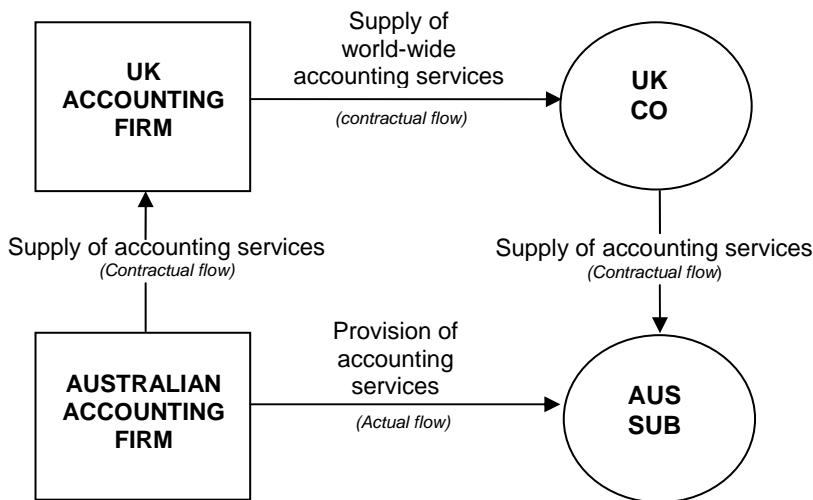 Supply of
world-wide
accounting services
(contractual flow)
UK
ACCOUNTING
FIRM
UK
CO
Supply of accounting services
(Contractual flow)
Supply of accounting services
(Contractual flow)
Provision of
accounting
services
(Actual flow)
AUSTRALIAN
ACCOUNTING
FIRM
AUS
SUB